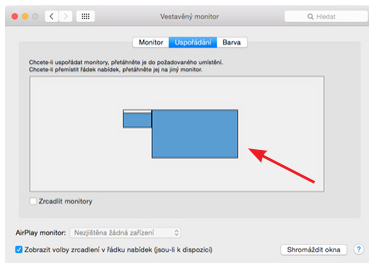 Vestavěný monitor
Hledat
Monitor Uspořádání Barva
Chcete-li uspořádat monitory, přetáhněte je do požadovaného umístění.
Chcete-li přemístit řádek nabídek, přetáhněte jej na jiný monitor.
Zrcadlit monitory
AirPlay monitor: Nezjištěna žádná zařízení
Zobrazit volby zrcadlení v řádku nabídek (jsou-li k dispozici) Shromáždit okna ?